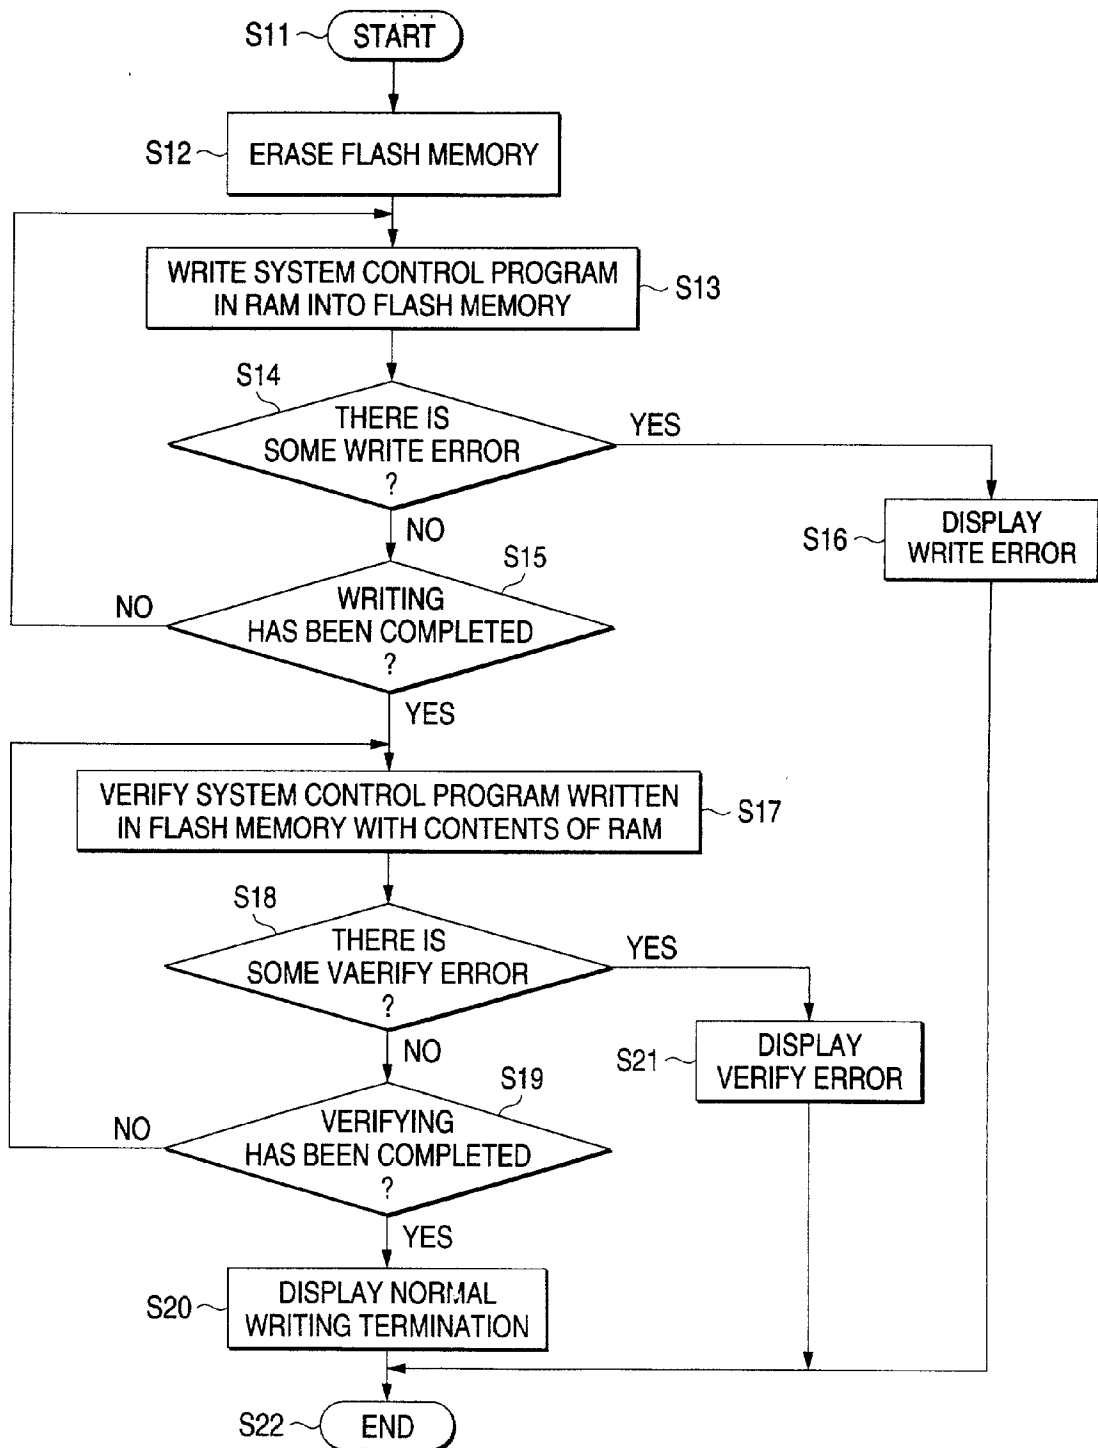 S11
START
S12
ERASE FLASH MEMORY
WRITE SYSTEM CONTROL PROGRAM
IN RAM INTO FLASH MEMORY
S13
S14
THERE IS
SOME WRITE ERROR
?
YES
NO
S16
DISPLAY
WRITE ERROR
S15
WRITING
HAS BEEN COMPLETED
?
NO
YES
VERIFY SYSTEM CONTROL PROGRAM WRITTEN
IN FLASH MEMORY WITH CONTENTS OF RAM
S17
S18
THERE IS
SOME VAERIFY ERROR
?
YES
NO
S21
DISPLAY
VERIFY ERROR
S19
VERIFYING
HAS BEEN COMPLETED
?
NO
YES
S20
DISPLAY NORMAL
WRITING TERMINATION
S22
END